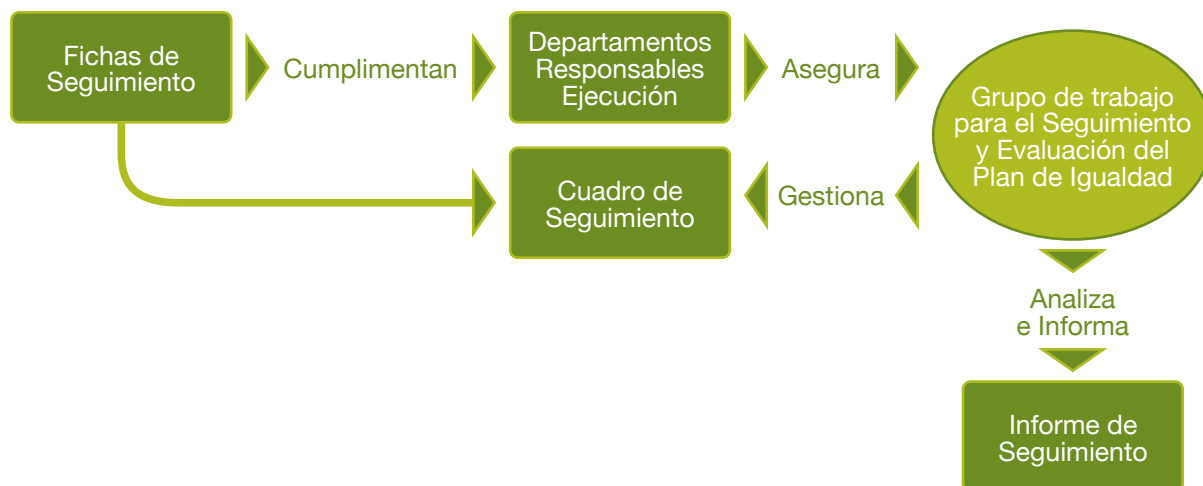 Fichas de
Seguimiento
Cumplimentan
Departamentos
Responsables
Ejecución
Asegura
Grupo de trabajo
para el Seguimiento
y Evaluación del
Plan de Igualdad
Cuadro de
Seguimiento
Gestiona
Analiza
e Informa
Informe de
Seguimiento